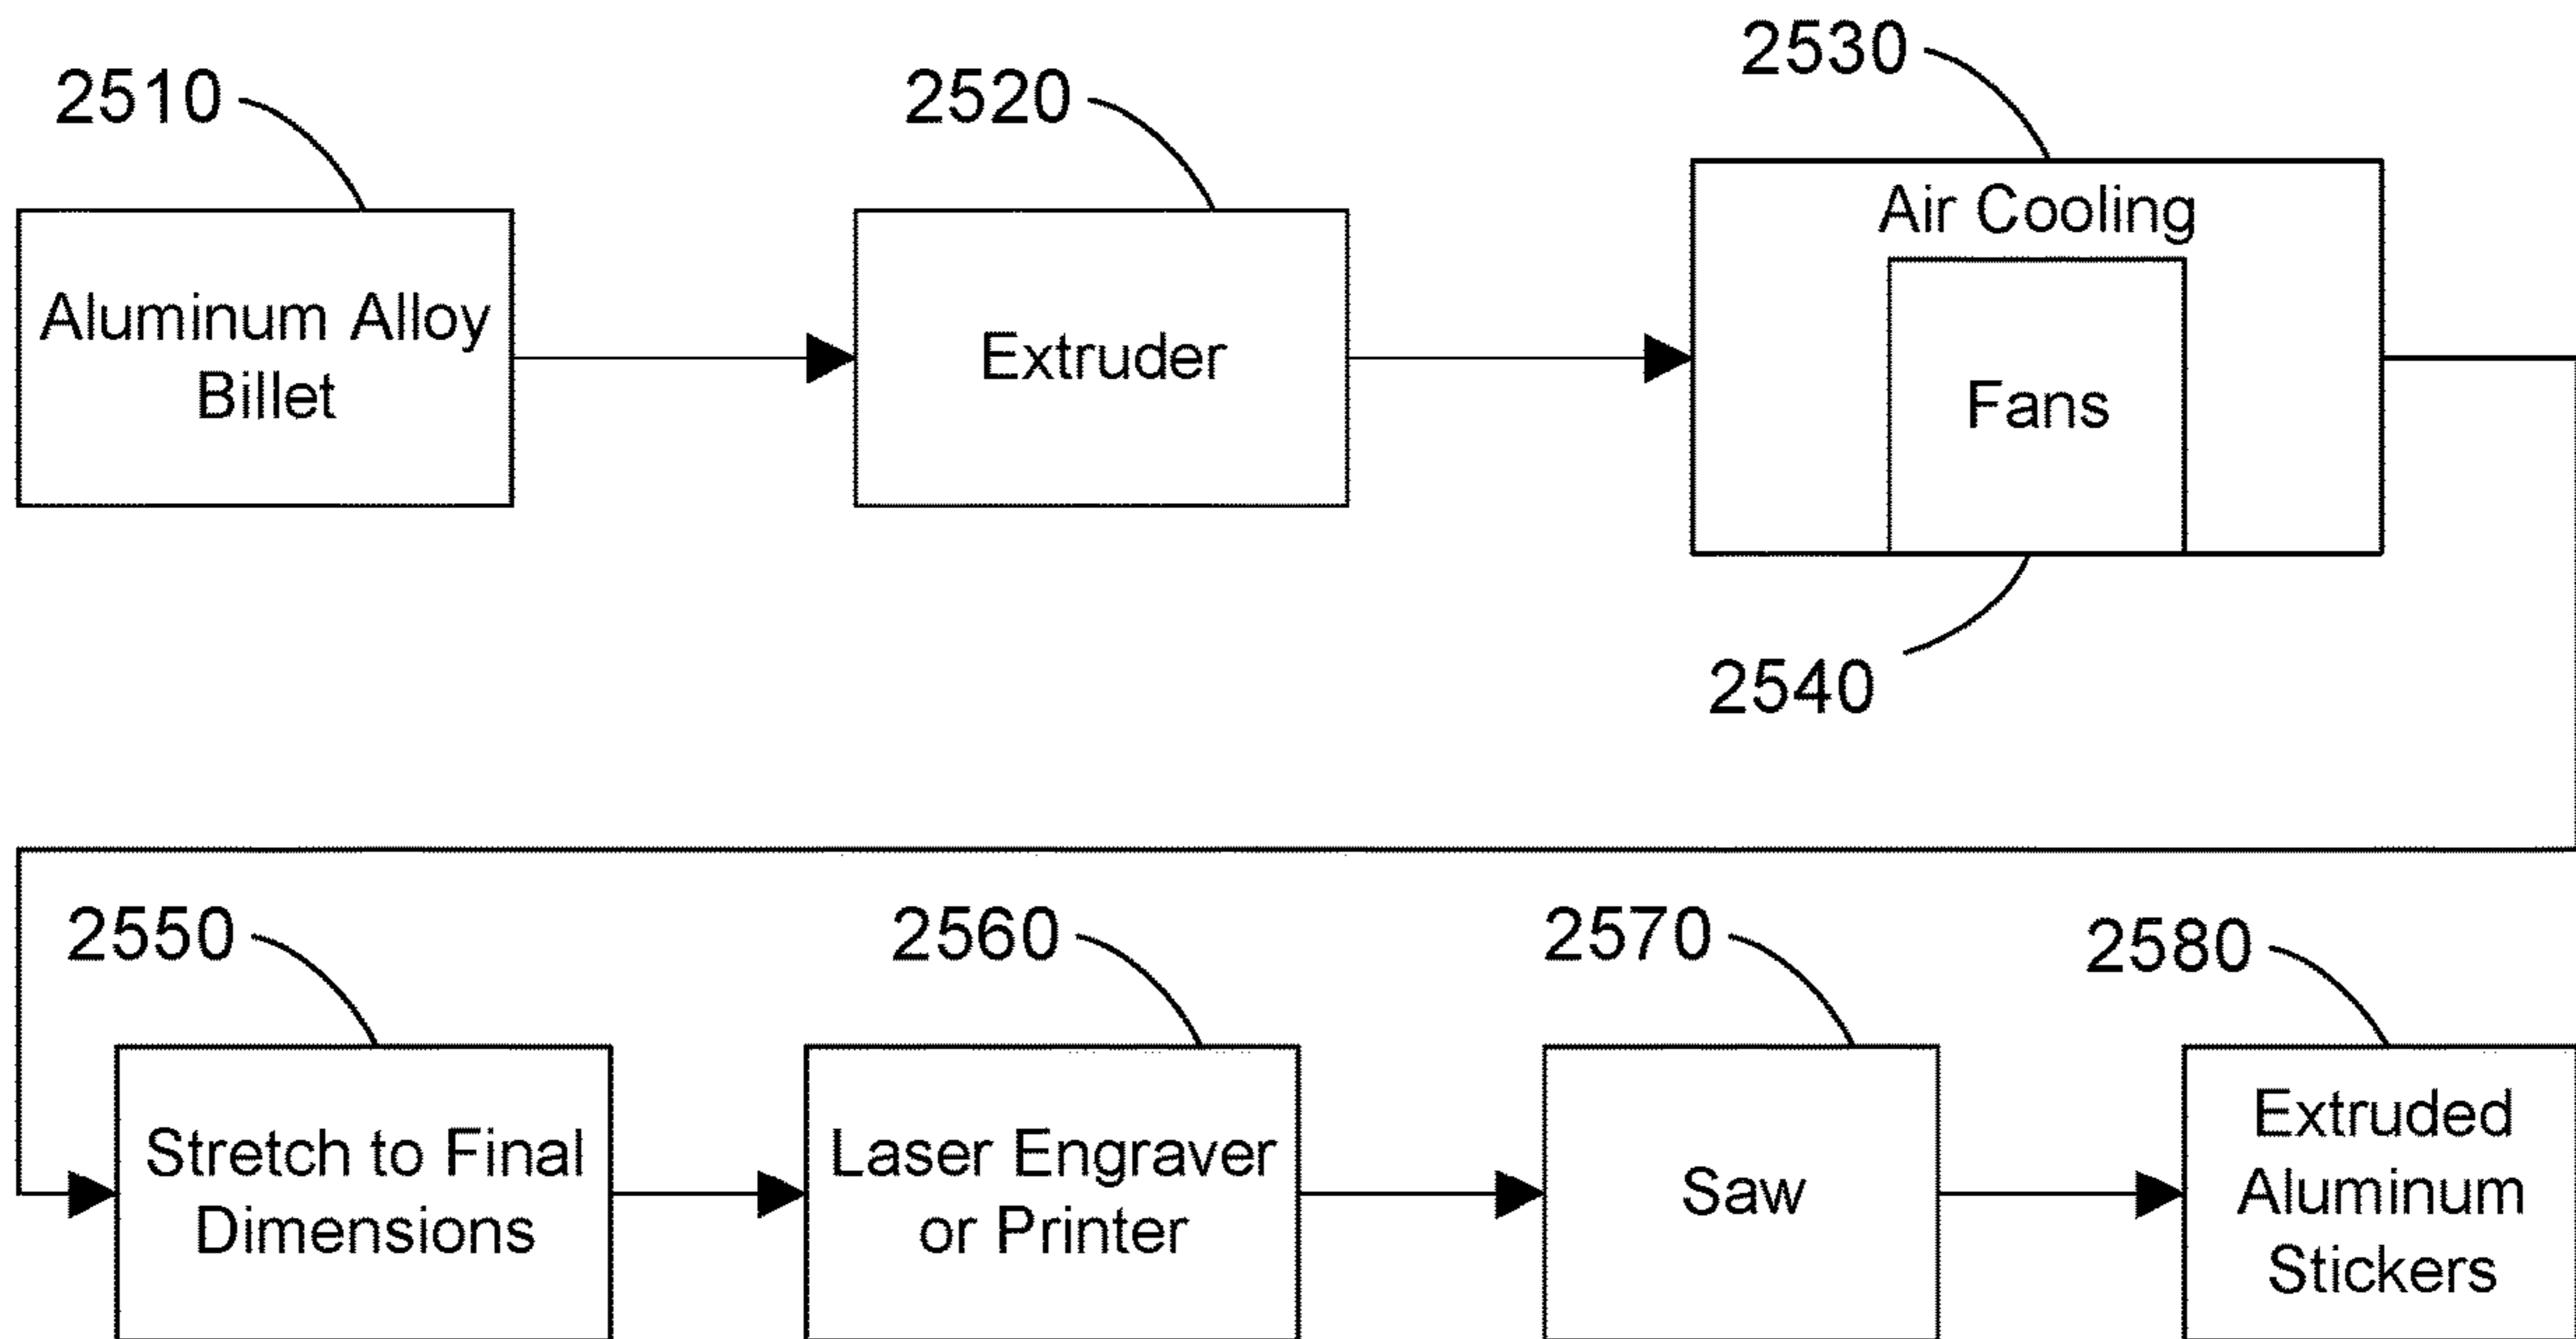 2510
2520
2530
Aluminum Alloy
Billet
Extruder
Air Cooling
Fans
2540
2550
2560
2570
2580
Stretch to Final
Dimensions
Laser Engraver
or Printer
Saw
Extruded
Aluminum
Stickers